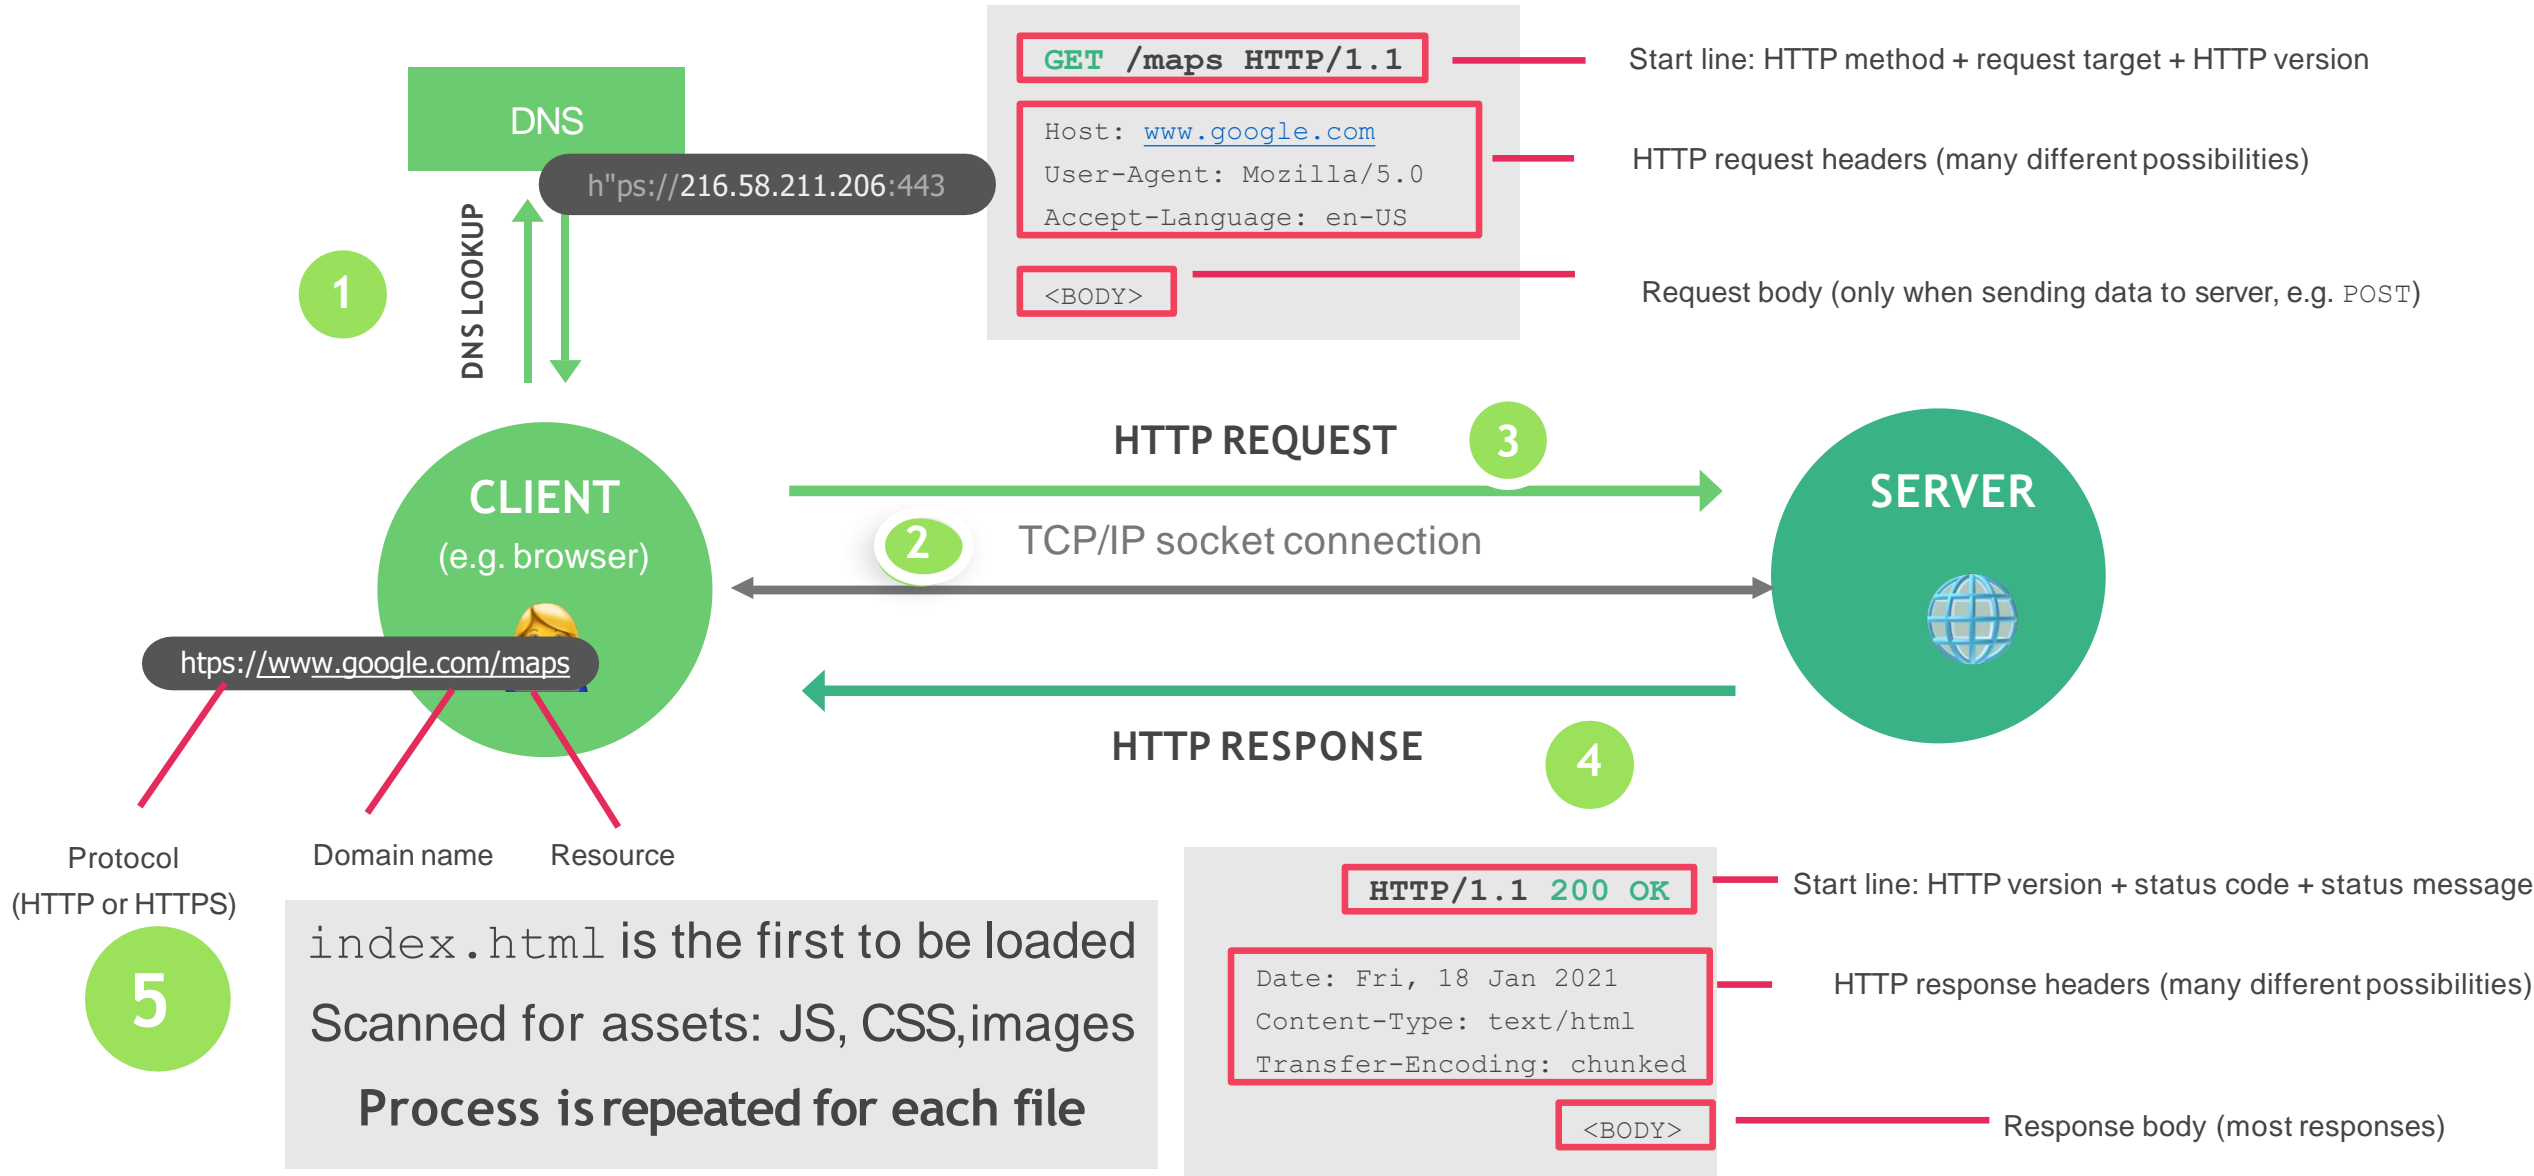 GET /maps HTTP/1.1
Start line: HTTP method + request target + HTTP version
DNS
Host: www.google.com
User-Agent: Mozilla/5.0
Accept-Language: en-US
HTTP request headers (many different possibilities)
h"ps://216.58.211.206:443
DNS LOOKUP
1
<BODY>
Request body (only when sending data to server, e.g. POST)
HTTP REQUEST
3
CLIENT
(e.g. browser)
SERVER
2
TCP/IP socket connection
htps://www.google.com/maps
HTTP RESPONSE
4
Protocol
(HTTP or HTTPS)
Domain name
Resource
5
index.html is the first to be loaded
Scanned for assets: JS, CSS, images
Process is repeated for each file
HTTP/1.1 200 OK
Start line: HTTP version + status code + status message
Date: Fri, 18 Jan 2021
Content-Type: text/html
Transfer-Encoding: chunked
HTTP response headers (many different possibilities)
<BODY>
Response body (most responses)